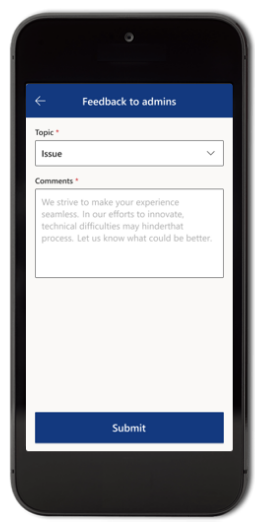 Feedback to admins
Topic *
Issue
Comments *
We strive to make your experience
seamless. In our efforts to innovate,
technical difficulties may hinderthat
process. Let us know what could be better.
Submit